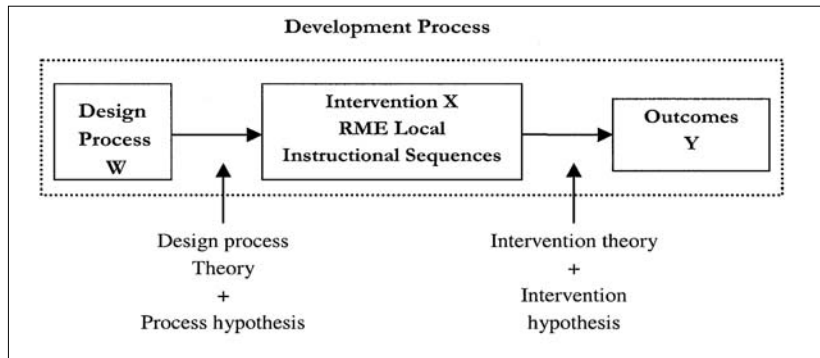 Development Process
Design
Process
W
Intervention X
RME Local
Instructional Sequences
Outcomes
Y
Design process
Theory
+
Process hypothesis
Intervention theory
+
Intervention
hypothesis